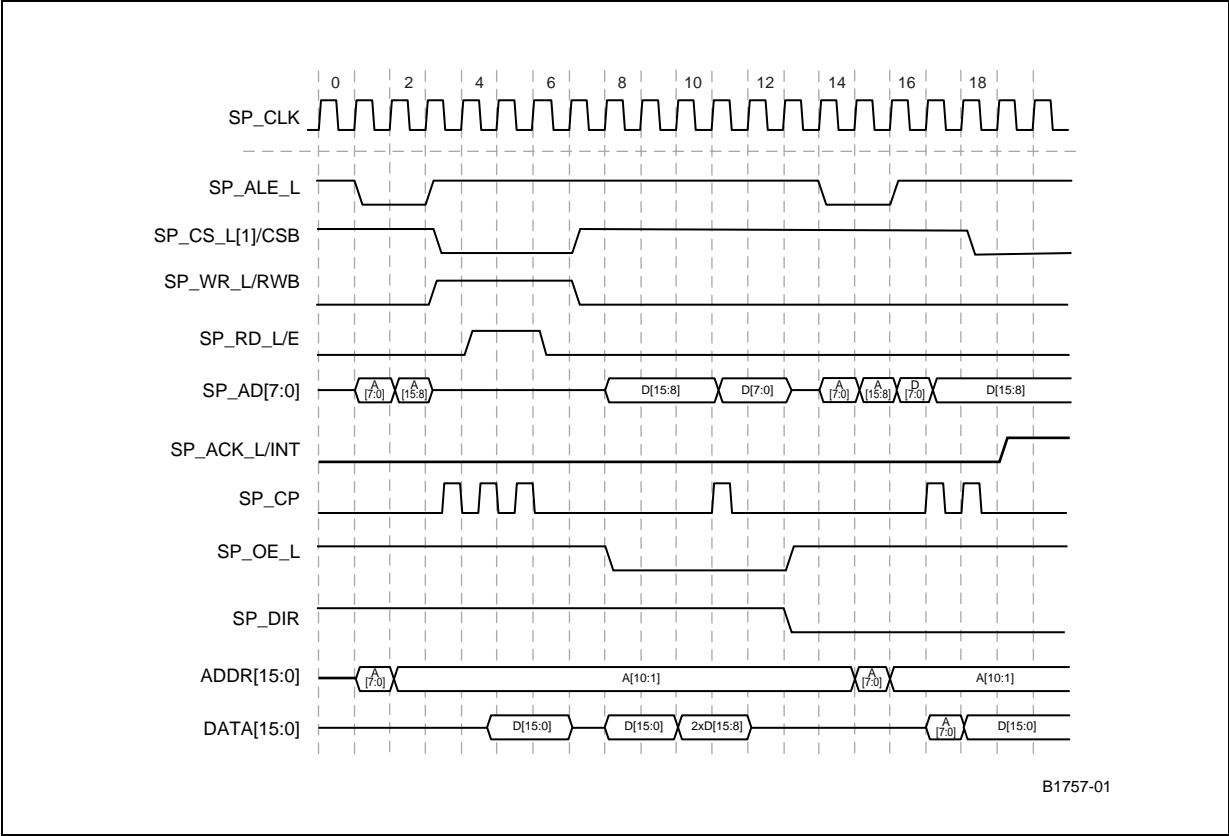 0 2 4 6 8 10 12 14 16 18
SP_CLK
SP_ALE_L
SP_CS_L[1]/CSB
SP_WR_L/RWB
SP_RD_L/E
SP_AD[7:0] A [7:0] A [15:8] D[15:8] D[7:0] A [7:0] A [15:8] D [7:0] D[15:8]
SP_ACK_L/INT
SP_CP
SP_OE_L
SP_DIR
ADDR[15:0] A [7:0] A[10:1] A [7:0] A[10:1]
DATA[15:0] D[15:0] D[15:0] 2xD[15:8] A [7:0] D[15:0]
B1757-01